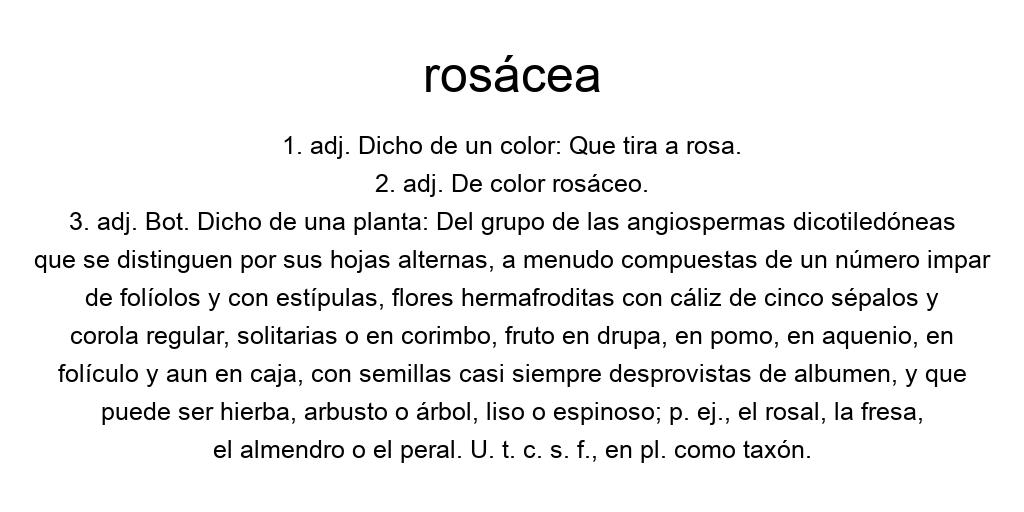 rosácea
1. adj. Dicho de un color: Que tira a rosa.
2. adj. De color rosáceo.
3. adj. Bot. Dicho de una planta: Del grupo de las angiospermas dicotiledóneas
que se distinguen por sus hojas alternas, a menudo compuestas de un número impar
de folíolos y con estípulas, flores hermafroditas con cáliz de cinco sépalos y
corola regular, solitarias o en corimbo, fruto en drupa, en pomo, en aquenio, en
folículo y aun en caja, con semillas casi siempre desprovistas de albumen, y que
puede ser hierba, arbusto o árbol, liso o espinoso; p. ej., el rosal, la fresa,
el almendro o el peral. U. t. c. s. f., en pl. como taxón.